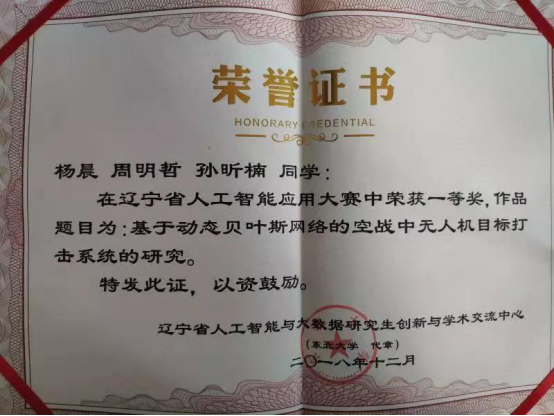 荣誉证书
HONORARY CREDENTIAL
杨晨 周明哲 孙昕楠 同学：
在辽宁省人工智能应用大赛中荣获一等奖，作品
题目为：基于动态贝叶斯网络的空战中无人机目标打
击系统的研究。
特发此证，以资鼓励。
辽宁省人工智能与大数据研究生创新与学术交流中心
（东北大学 代章）
二〇一八年十二月